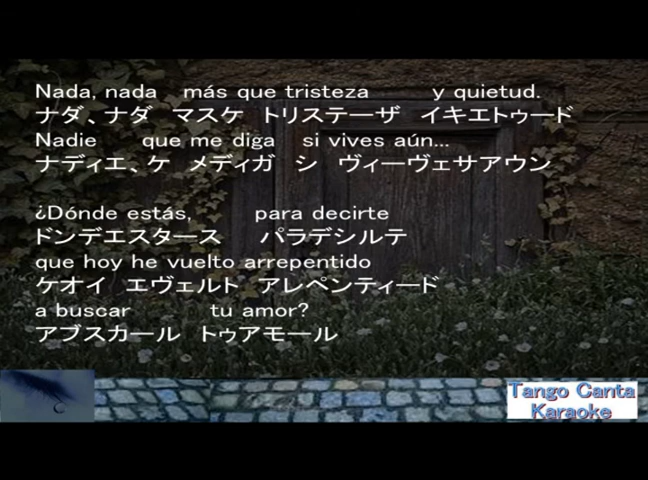 Nada, nada más que tristeza y quietud.
ナダ、ナダ マスケ トリステーザ イキエトゥード
Nadie que me diga si vives aún...
ナディエ、ケ メディガ シ ヴィーヴェサアウン
¿Dónde estás, para decirte
ドンデエスタース パラデシルテ
que hoy he vuelto arrepentido
ケオイ エヴェルト アレペンティード
a buscar tu amor?
アブスカール トゥアモール
Tango Canta
Karaoke